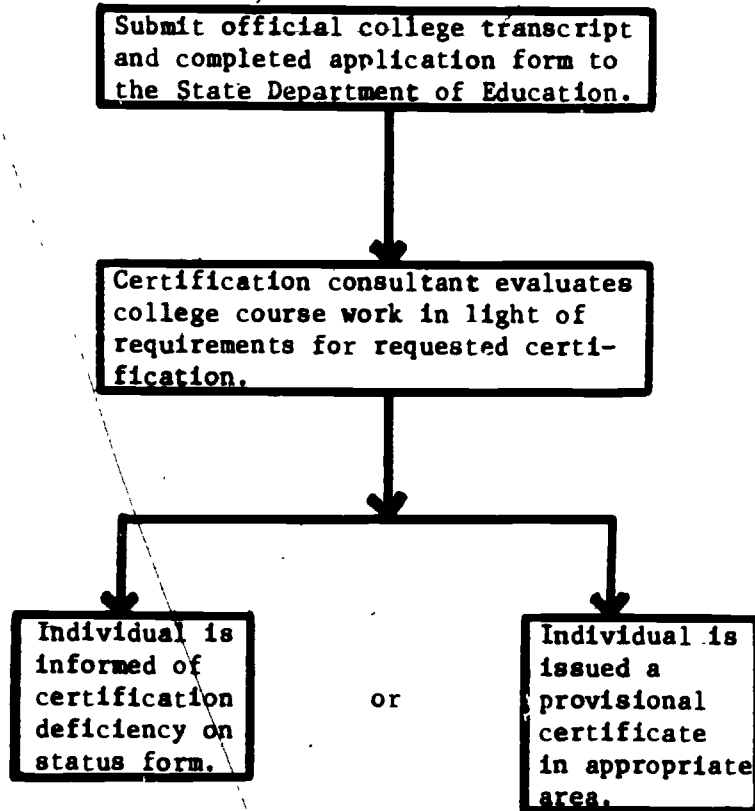 Submit official college transcript
and completed application form to
the State Department of Education.
Certification consultant evaluates
college course work in light of
requirements for requested certi-
fication.
Individual is
informed of
certification
deficiency on
status form.
or
Individual is
issued a
provisional
certificate
in appropriate
area.